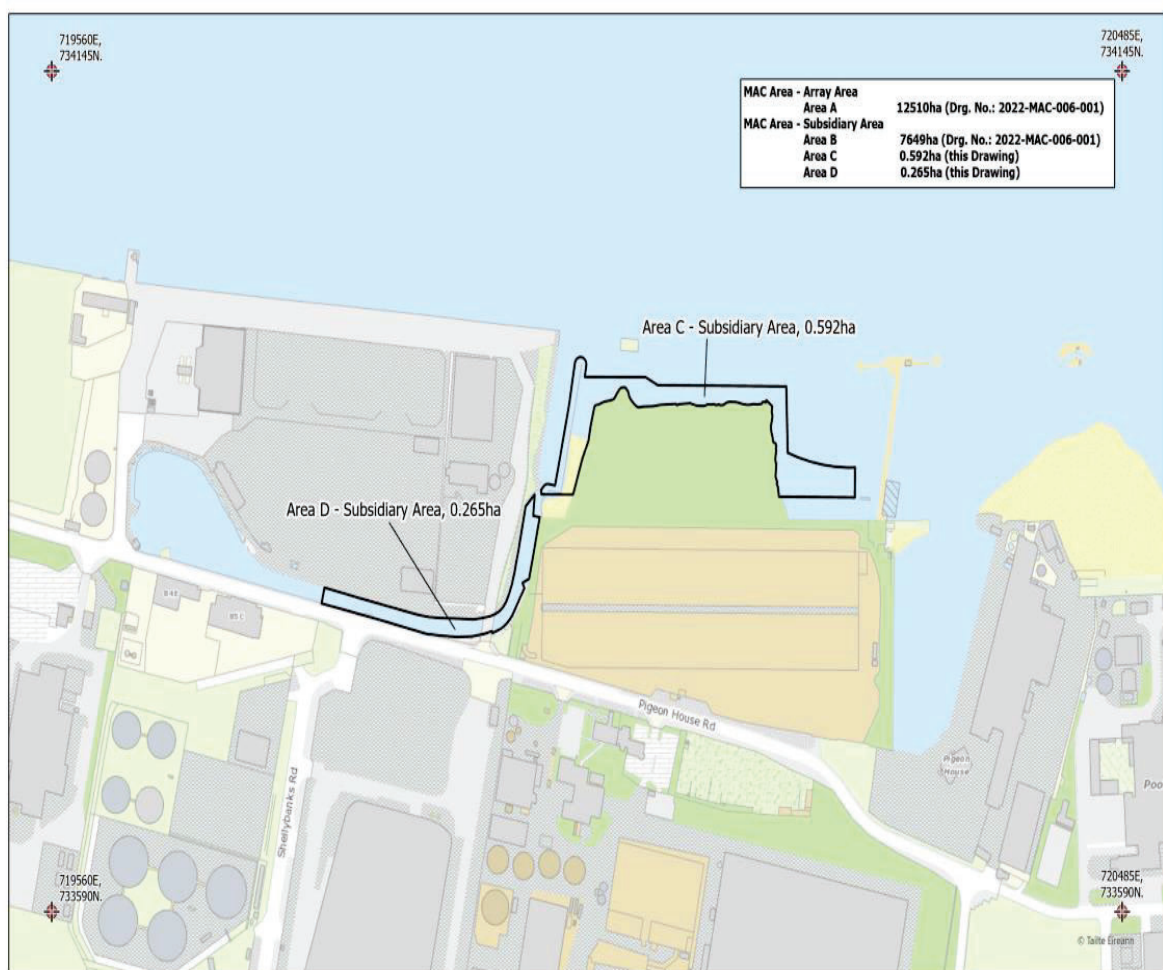 719560E,
734145N.
720485E,
734145N.
MAC Area - Array Area
Area A 12510ha (Drg. No.: 2022-MAC-006-001)
MAC Area - Subsidiary Area
Area B 7649ha (Drg. No.: 2022-MAC-006-001)
Area C 0.592ha (this Drawing)
Area D 0.265ha (this Drawing)
Area C - Subsidiary Area, 0.592ha
Area D - Subsidiary Area, 0.265ha
Pigeon House Rd
Pigeon
House
Poo
Shellybanks Rd
719560E,
733590N.
720485E,
733590N.
© Tailte Éireann